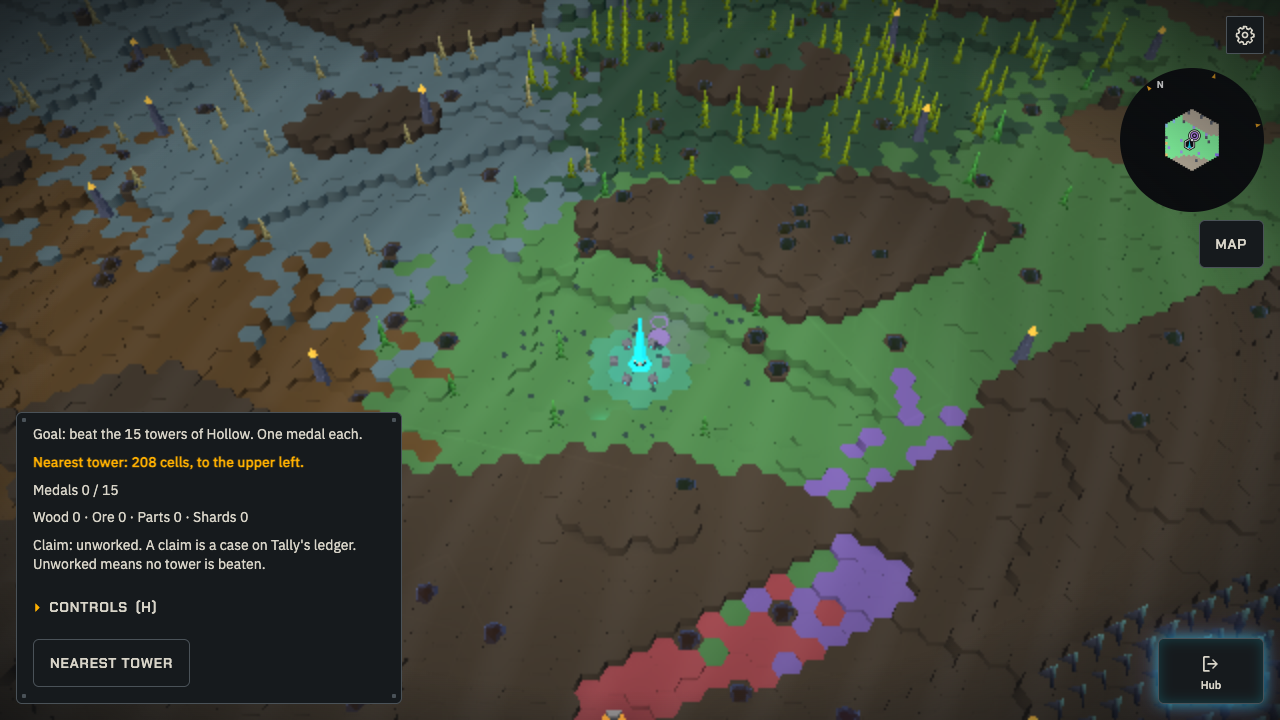 N
MAP
Goal: beat the 15 towers of Hollow. One medal each.
Nearest tower: 208 cells, to the upper left.
Medals 0 / 15
Wood 0 · Ore 0 · Parts 0 · Shards 0
Claim: unworked. A claim is a case on Tally's ledger.
Unworked means no tower is beaten.
CONTROLS (H)
NEAREST TOWER
Hub